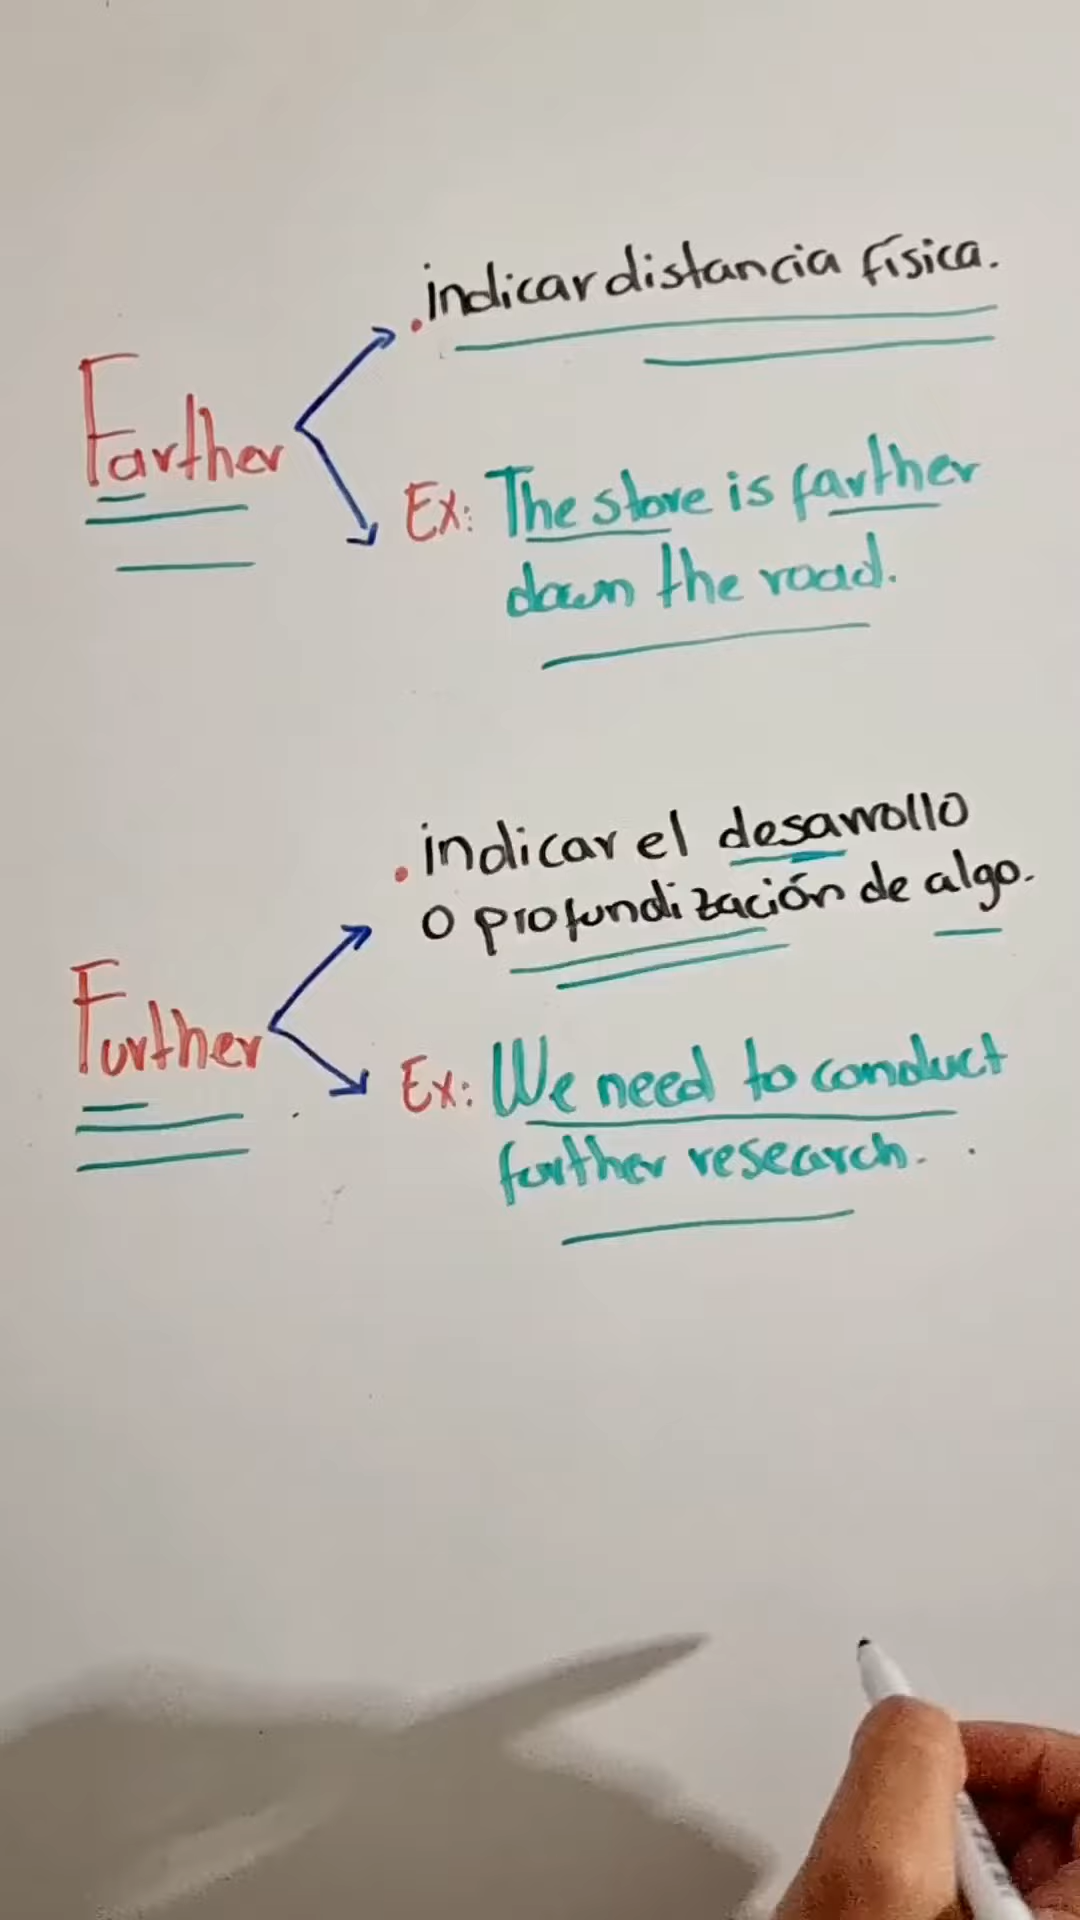 .indicar distancia física.
Farther
Ex: The store is farther
down the road.
.indicar el desarrollo
o profundización de algo.
Further
Ex: We need to conduct
further research.